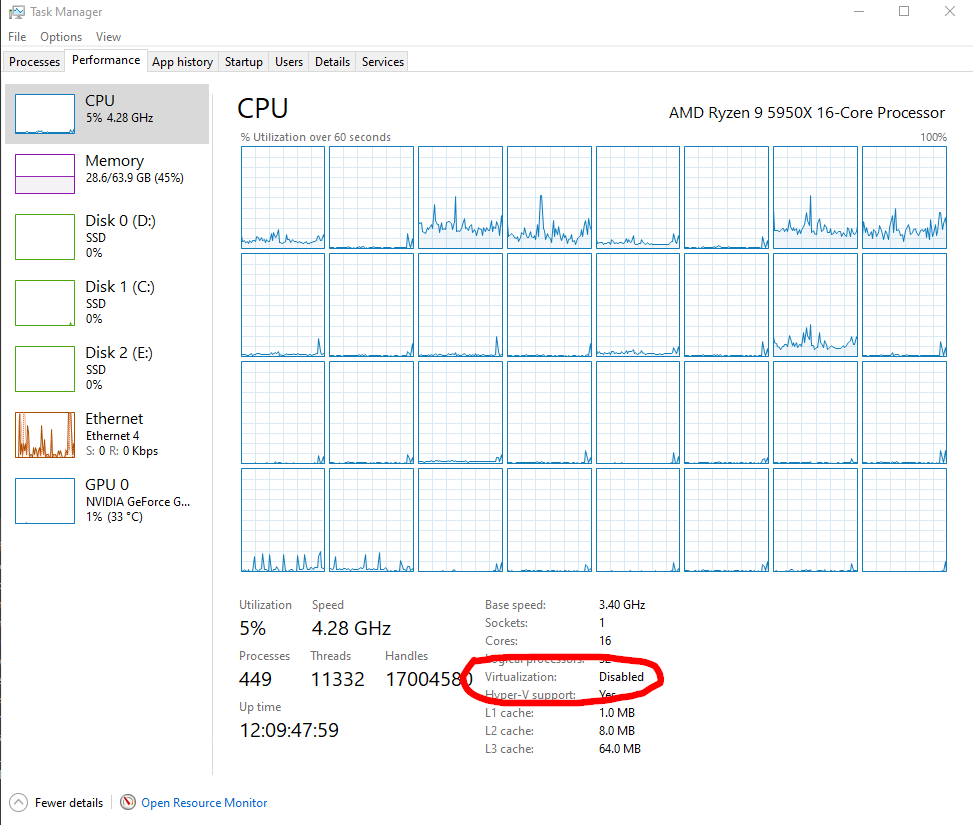 Task Manager
File Options View
Processes Performance App history Startup Users Details Services
CPU
5% 4.28 GHz
Memory
28.6/63.9 GB (45%)
Disk 0 (D:)
SSD
0%
Disk 1 (C:)
SSD
0%
Disk 2 (E:)
SSD
0%
Ethernet
Ethernet 4
S: 0 R: 0 Kbps
GPU 0
NVIDIA GeForce G...
1% (33 °C)
CPU AMD Ryzen 9 5950X 16-Core Processor
% Utilization over 60 seconds 100%
Utilization Speed
5% 4.28 GHz
Processes Threads Handles
449 11332 17004580
Up time
12:09:47:59
Base speed: 3.40 GHz
Sockets: 1
Cores: 16
Logical processors: 32
Virtualization: Disabled
Hyper-V support: Yes
L1 cache: 1.0 MB
L2 cache: 8.0 MB
L3 cache: 64.0 MB
Fewer details Open Resource Monitor